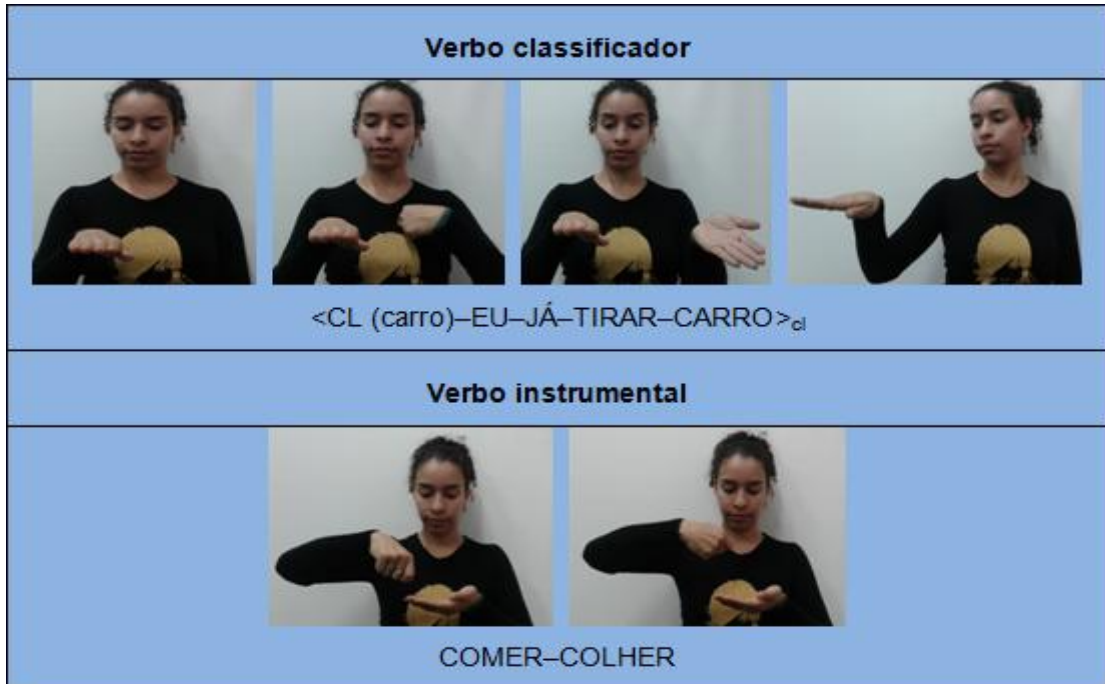 Verbo classificador
<CL (carro)–EU–JÁ–TIRAR–CARRO>cl
Verbo instrumental
COMER–COLHER